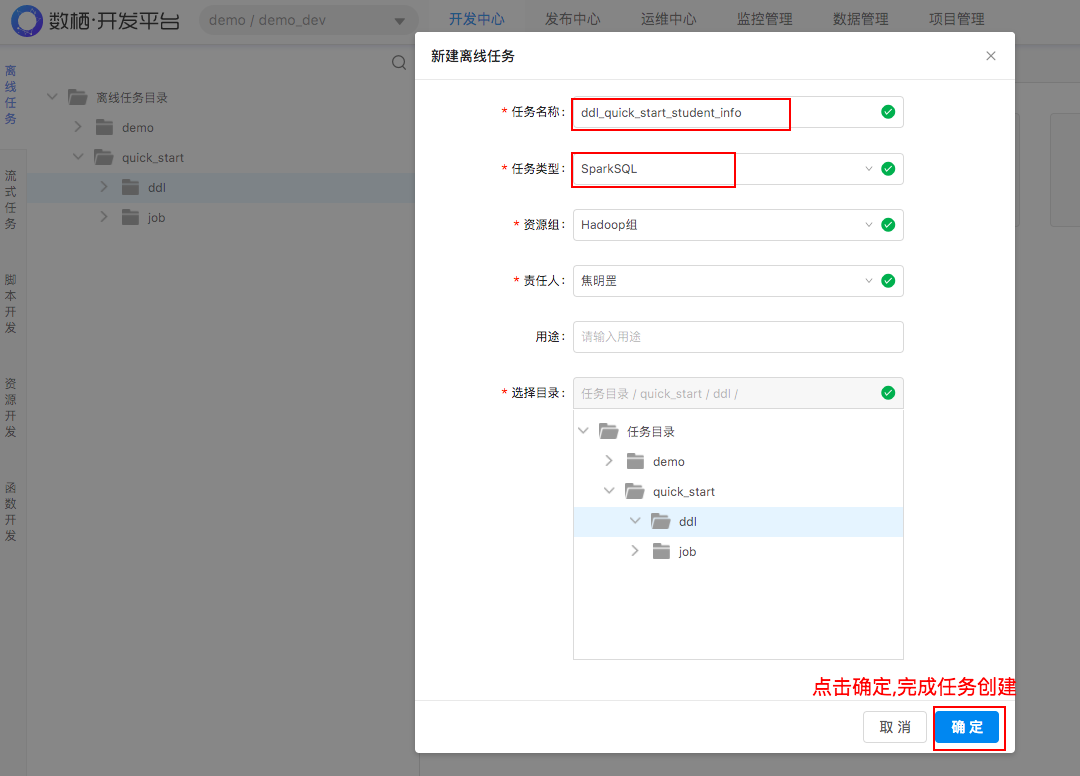 数栖·开发平台
demo / demo_dev
开发中心
发布中心
运维中心
监控管理
数据管理
项目管理
离线任务
流式任务
脚本开发
资源开发
函数开发
离线任务目录
demo
quick_start
ddl
job
新建离线任务
* 任务名称: ddl_quick_start_student_info
* 任务类型: SparkSQL
* 资源组: Hadoop组
* 责任人: 焦明罡
用途: 请输入用途
* 选择目录: 任务目录 / quick_start / ddl /
任务目录
demo
quick_start
ddl
job
点击确定,完成任务创建
取 消
确 定